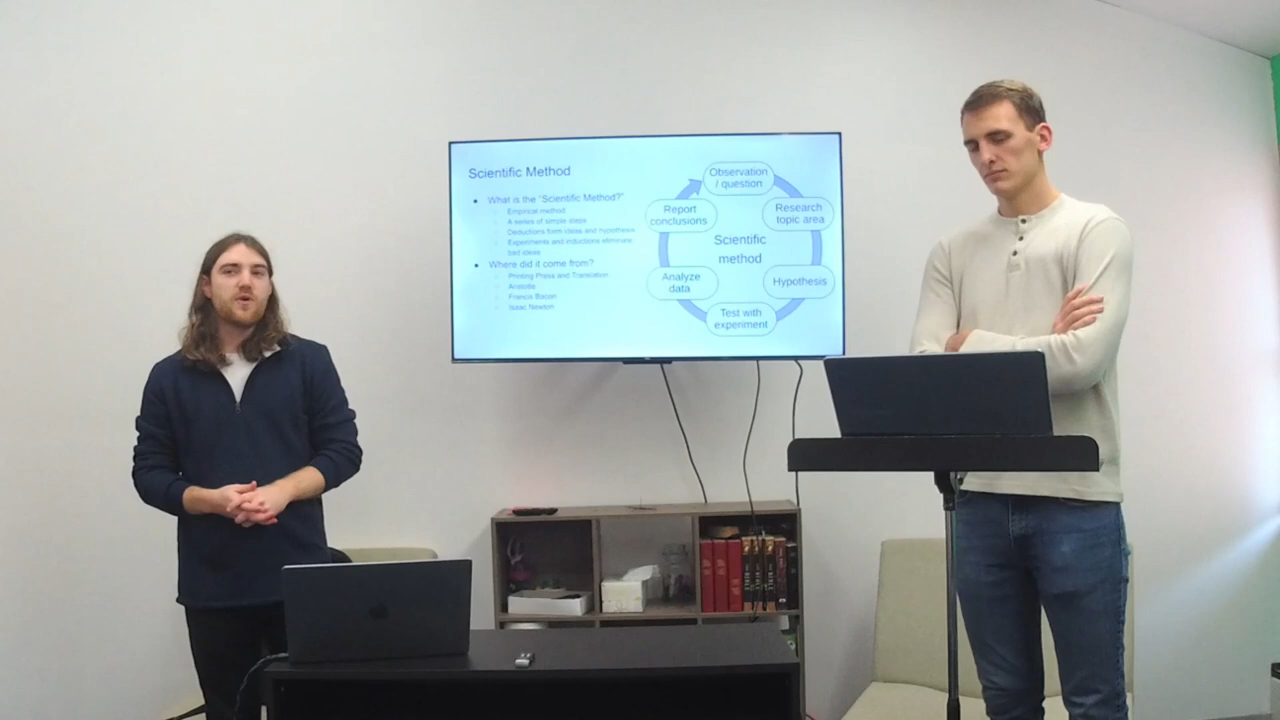 Scientific Method
What is the "Scientific Method?"
Empirical method
A series of simple steps
Deductions form ideas and hypothesis
Experiments and inductions eliminate
bad ideas
Where did it come from?
Printing Press and Translation
Aristotle
Francis Bacon
Isaac Newton
Observation
/ question
Research
topic area
Hypothesis
Test with
experiment
Analyze
data
Report
conclusions
Scientific
method